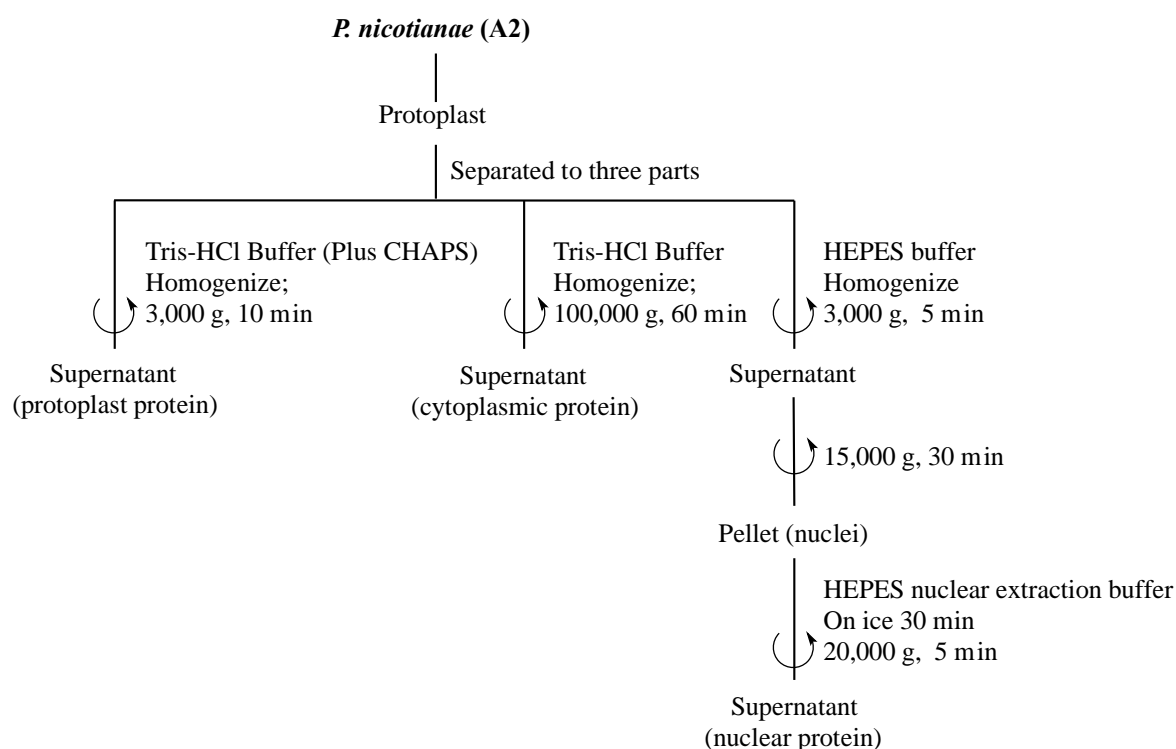 P. nicotianae (A2)
Protoplast
Separated to three parts
Tris-HCl Buffer (Plus CHAPS)
Homogenize;
3,000 g, 10 min
Supernatant
(protoplast protein)
Tris-HCl Buffer
Homogenize;
100,000 g, 60 min
Supernatant
(cytoplasmic protein)
HEPES buffer
Homogenize
3,000 g, 5 min
Supernatant
15,000 g, 30 min
Pellet (nuclei)
HEPES nuclear extraction buffer
On ice 30 min
20,000 g, 5 min
Supernatant
(nuclear protein)